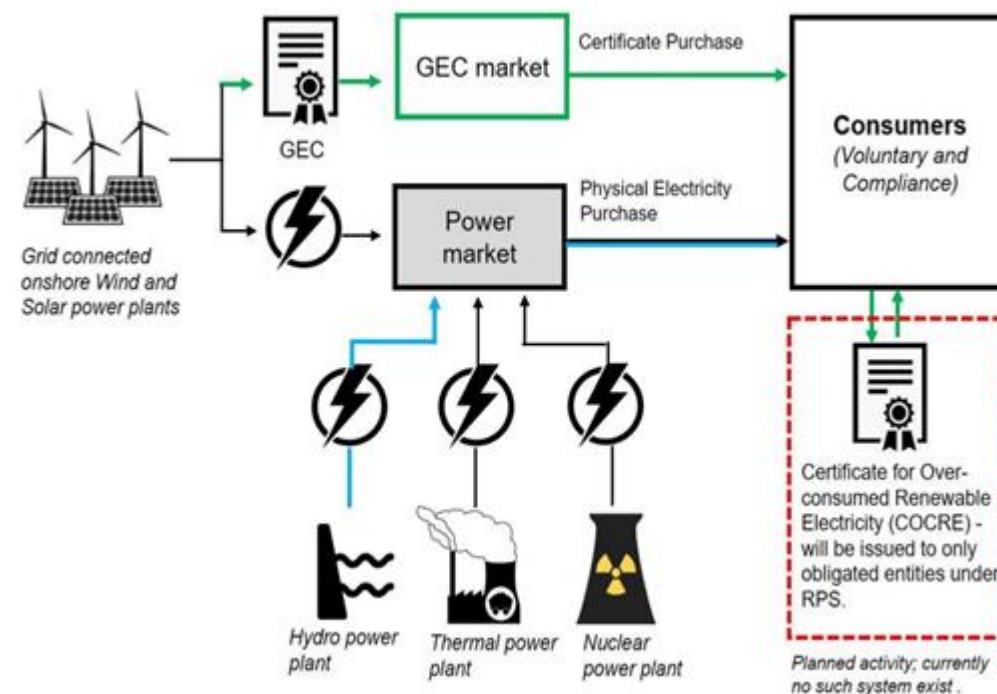 Certificate Purchase
GEC market
GEC
Consumers
(Voluntary and
Compliance)
Physical Electricity
Purchase
Power
market
Grid connected
onshore Wind and
Solar power plants
Certificate for Over-
consumed Renewable
Electricity (COCRE) -
will be issued to only
obligated entities under
RPS.
Hydro power
plant
Thermal power
plant
Nuclear
power plant
Planned activity; currently
no such system exist .